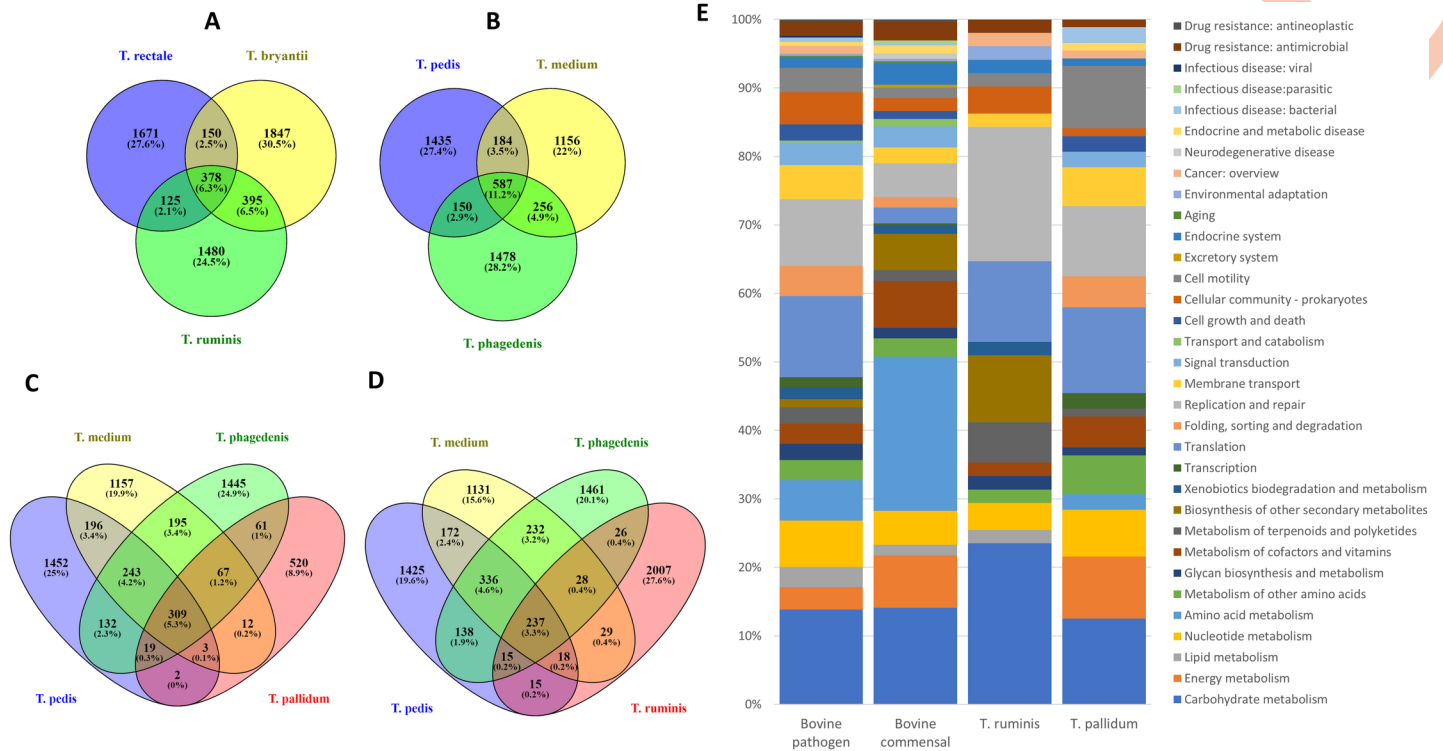 A
T. rectale
T. bryantii
1671
(27.6%)
150
(2.5%)
1847
(30.5%)
378
(6.3%)
125
(2.1%)
395
(6.5%)
1480
(24.5%)
T. ruminis
B
T. pedis
T. medium
1435
(27.4%)
184
(3.5%)
1156
(22%)
587
(11.2%)
150
(2.9%)
256
(4.9%)
1478
(28.2%)
T. phagedenis
C
T. medium
T. phagedenis
1157
(19.9%)
1445
(24.9%)
196
(3.4%)
195
(3.4%)
61
(1%)
1452
(25%)
520
(8.9%)
243
(4.2%)
67
(1.2%)
309
(5.3%)
132
(2.3%)
12
(0.2%)
19
(0.3%)
3
(0.1%)
2
(0%)
T. pedis
T. pallidum
D
T. medium
T. phagedenis
1131
(15.6%)
1461
(20.1%)
172
(2.4%)
232
(3.2%)
26
(0.4%)
1425
(19.6%)
2007
(27.6%)
336
(4.6%)
28
(0.4%)
237
(3.3%)
138
(1.9%)
29
(0.4%)
15
(0.2%)
18
(0.2%)
15
(0.2%)
T. pedis
T. ruminis
E
100%
90%
80%
70%
60%
50%
40%
30%
20%
10%
0%
Bovine
pathogen
Bovine
commensal
T. ruminis
T. pallidum
Drug resistance: antineoplastic
Drug resistance: antimicrobial
Infectious disease: viral
Infectious disease:parasitic
Infectious disease: bacterial
Endocrine and metabolic disease
Neurodegenerative disease
Cancer: overview
Environmental adaptation
Aging
Endocrine system
Excretory system
Cell motility
Cellular community - prokaryotes
Cell growth and death
Transport and catabolism
Signal transduction
Membrane transport
Replication and repair
Folding, sorting and degradation
Translation
Transcription
Xenobiotics biodegradation and metabolism
Biosynthesis of other secondary metabolites
Metabolism of terpenoids and polyketides
Metabolism of cofactors and vitamins
Glycan biosynthesis and metabolism
Metabolism of other amino acids
Amino acid metabolism
Nucleotide metabolism
Lipid metabolism
Energy metabolism
Carbohydrate metabolism